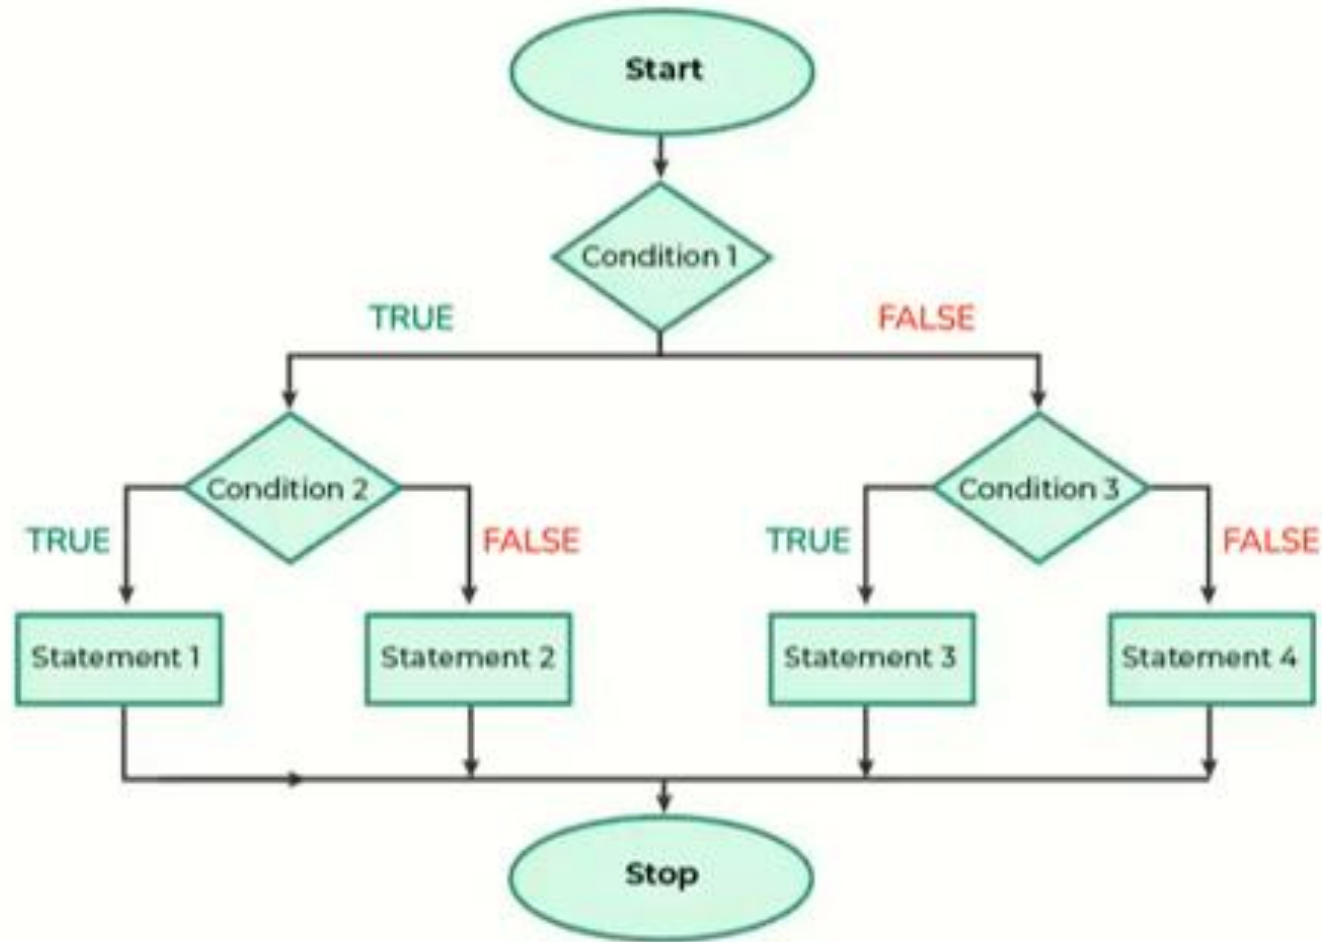 Start
Condition 1
TRUE
FALSE
Condition 2
Condition 3
TRUE
FALSE
TRUE
FALSE
Statement 1
Statement 2
Statement 3
Statement 4
Stop